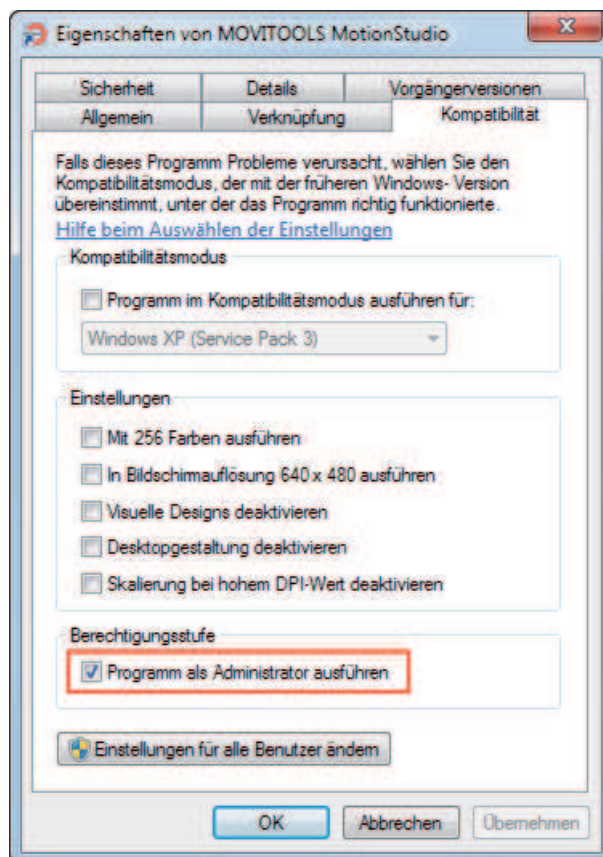 Eigenschaften von MOVITOOLS MotionStudio
Sicherheit Details Vorgängerversionen
Allgemein Verknüpfung Kompatibilität
Falls dieses Programm Probleme verursacht, wählen Sie den
Kompatibilitätsmodus, der mit der früheren Windows- Version
übereinstimmt, unter der das Programm richtig funktionierte.
Hilfe beim Auswählen der Einstellungen
Kompatibilitätsmodus
Programm im Kompatibilitätsmodus ausführen für:
Windows XP (Service Pack 3)
Einstellungen
Mit 256 Farben ausführen
In Bildschirmauflösung 640 x 480 ausführen
Visuelle Designs deaktivieren
Desktopgestaltung deaktivieren
Skalierung bei hohem DPI-Wert deaktivieren
Berechtigungsstufe
Programm als Administrator ausführen
Einstellungen für alle Benutzer ändern
OK Abbrechen Übernehmen